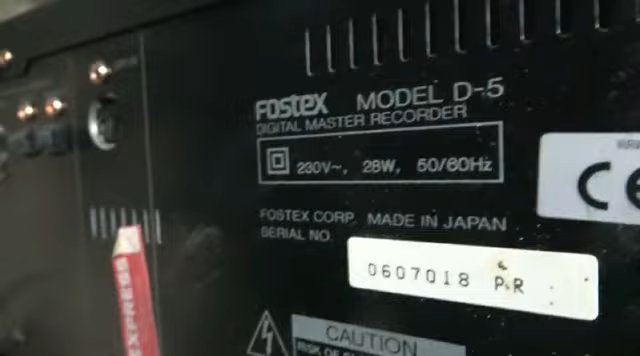 Fostex MODEL D-5
DIGITAL MASTER RECORDER
230V~, 28W, 50/60Hz
FOSTEX CORP. MADE IN JAPAN
SERIAL NO.
0607018 P.R
CE
CAUTION
EXPRESS